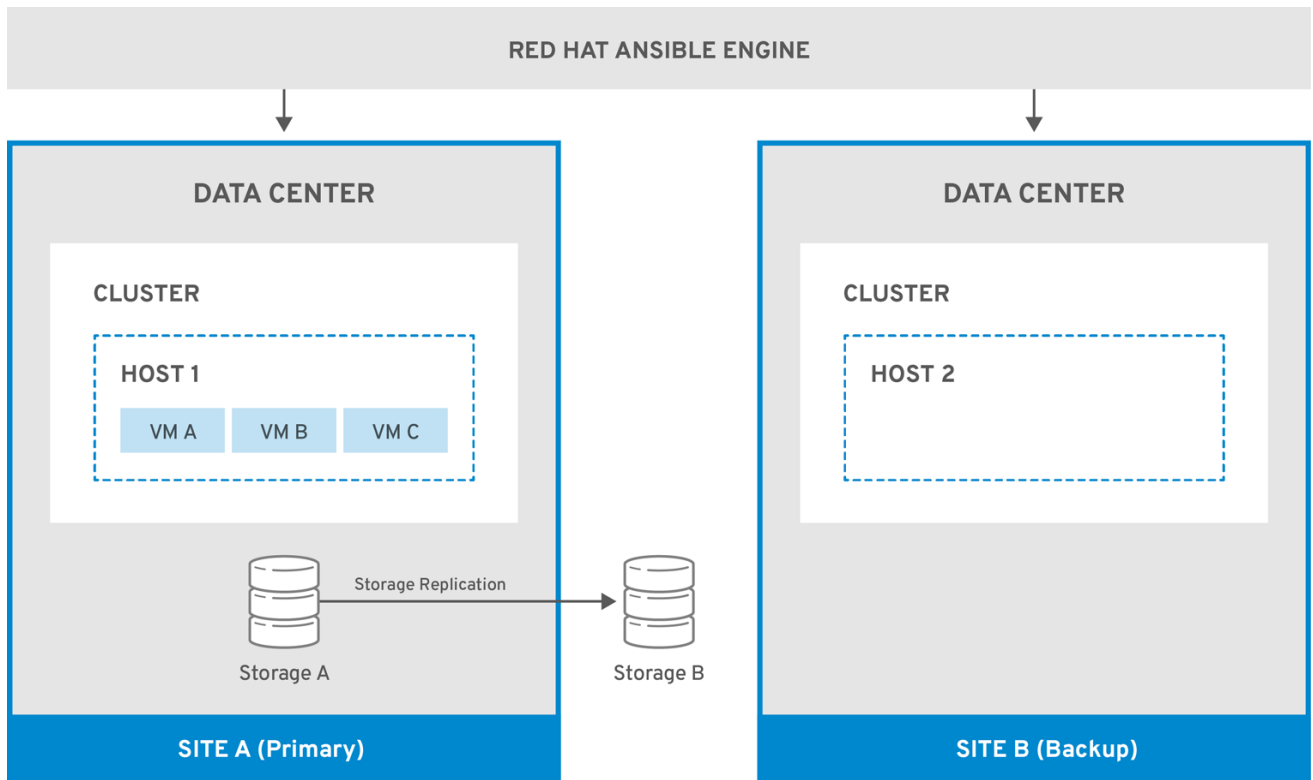 RED HAT ANSIBLE ENGINE
DATA CENTER
CLUSTER
HOST 1
VM A
VM B
VM C
Storage Replication
Storage A
SITE A (Primary)
Storage B
DATA CENTER
CLUSTER
HOST 2
SITE B (Backup)